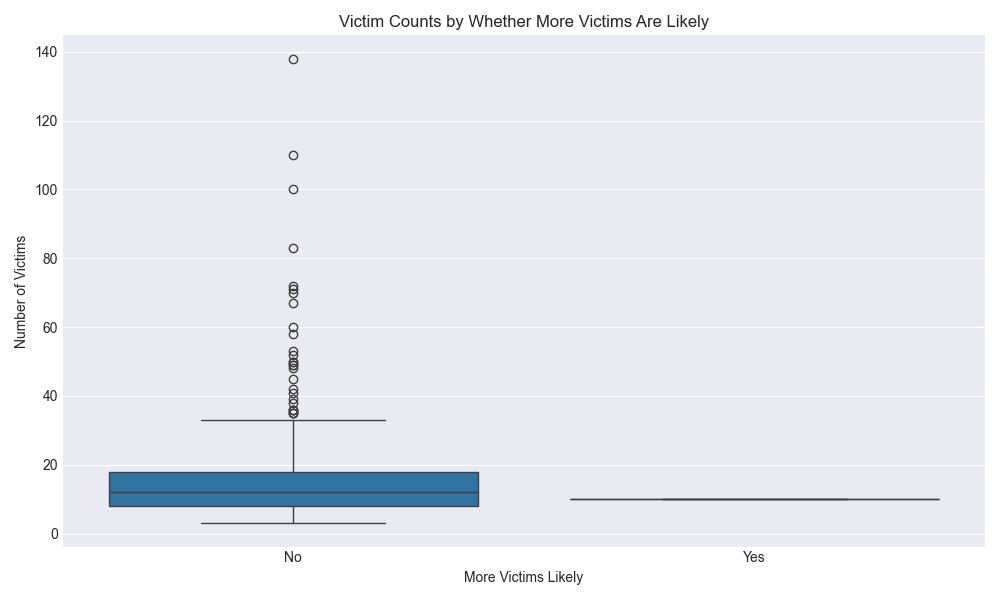 Victim Counts by Whether More Victims Are Likely
140
120
100
80
60
40
20
0
Number of Victims
No
Yes
More Victims Likely